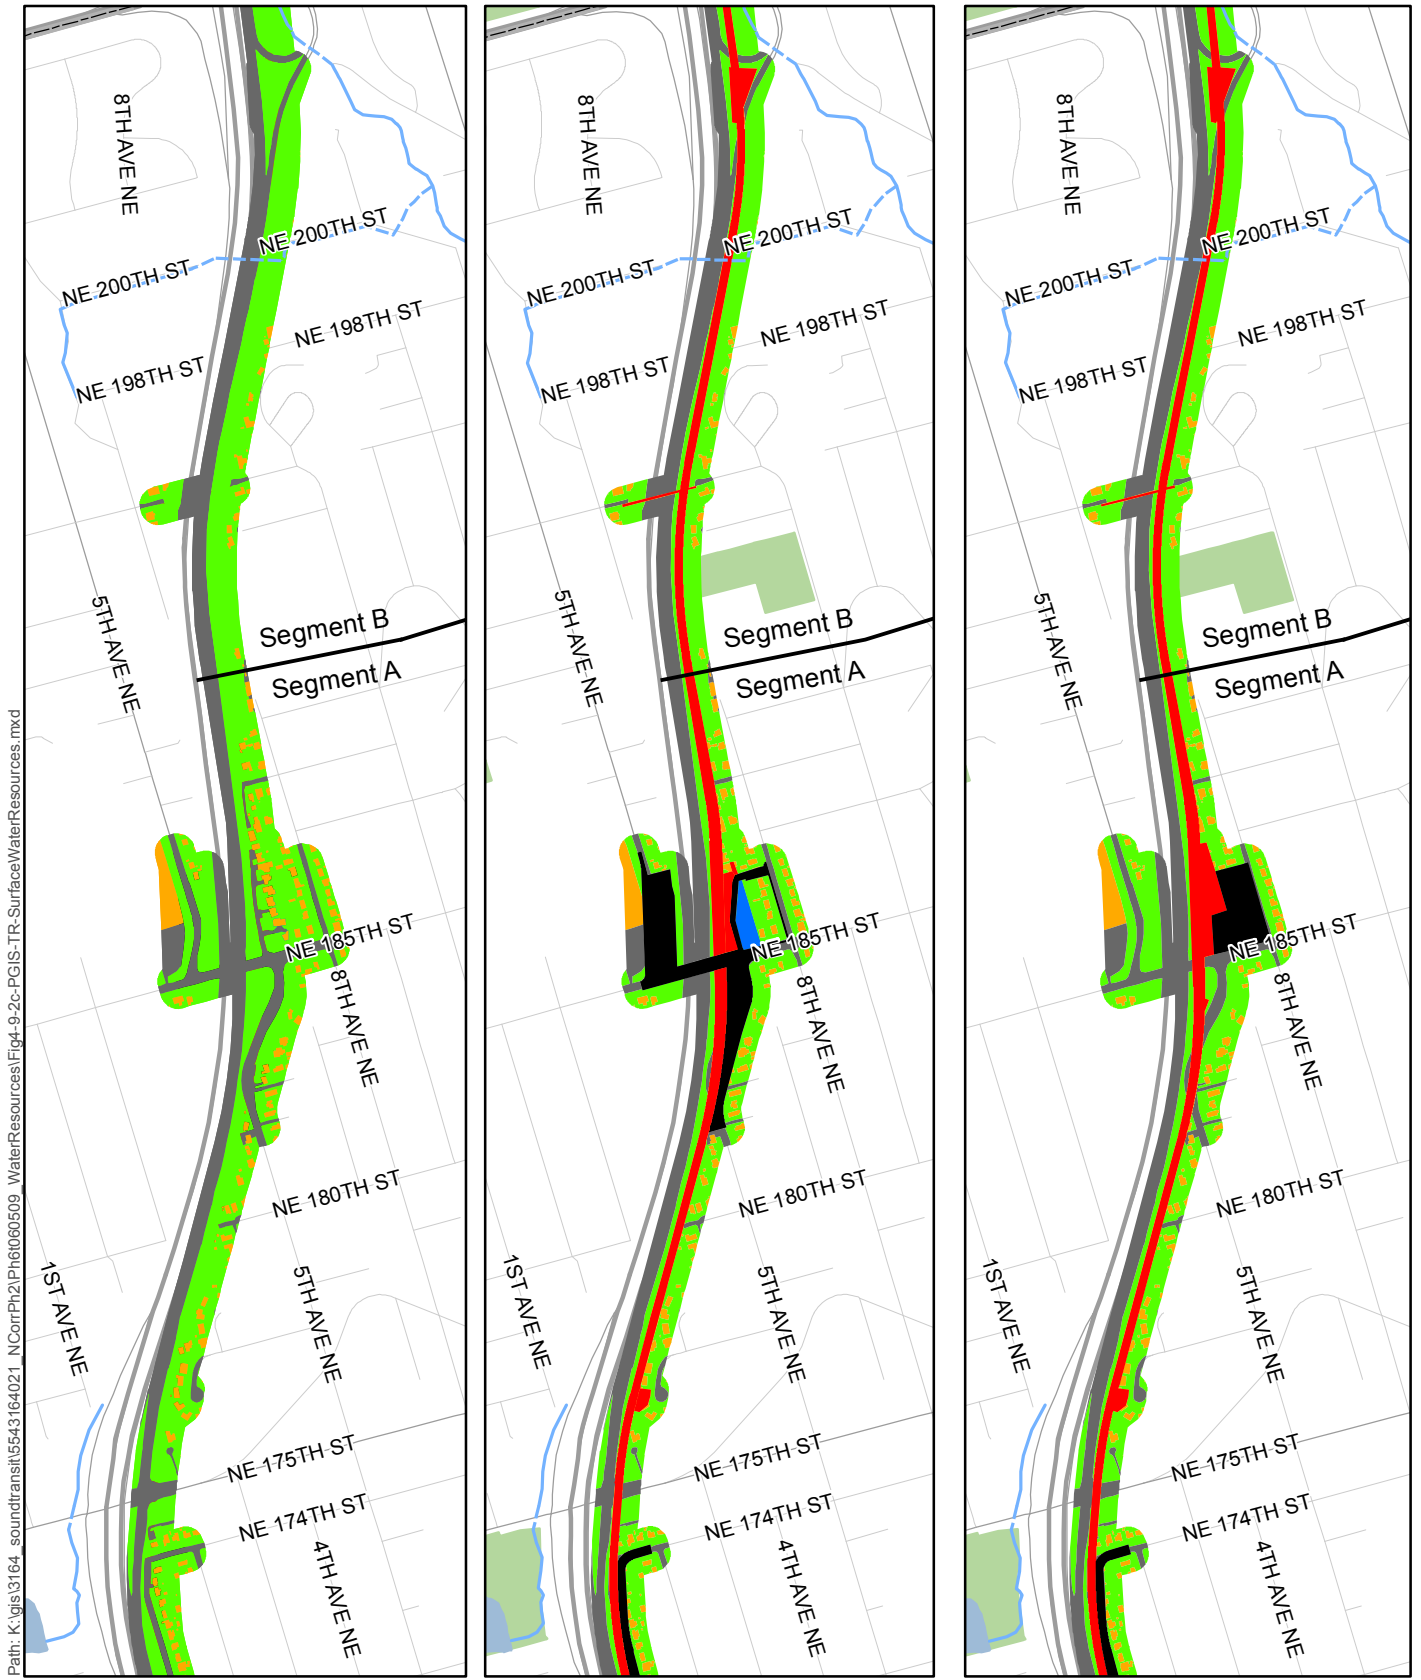 Path: K:\gis\3164_soundtransit\5543164021_NCorrPh2\Ph6t060509_WaterResources\Fig4-9-2c-PGIS-TR-SurfaceWaterResources.mxd
8TH AVE NE
NE 200TH ST
NE 200TH ST
NE 198TH ST
NE 198TH ST
5TH AVE NE
Segment B
Segment A
NE 185TH ST
8TH AVE NE
NE 180TH ST
1ST AVE NE
5TH AVE NE
NE 175TH ST
NE 174TH ST
4TH AVE NE
8TH AVE NE
NE 200TH ST
NE 200TH ST
NE 198TH ST
NE 198TH ST
5TH AVE NE
Segment B
Segment A
NE 185TH ST
8TH AVE NE
NE 180TH ST
1ST AVE NE
5TH AVE NE
NE 175TH ST
NE 174TH ST
4TH AVE NE
8TH AVE NE
NE 200TH ST
NE 200TH ST
NE 198TH ST
NE 198TH ST
5TH AVE NE
Segment B
Segment A
NE 185TH ST
8TH AVE NE
NE 180TH ST
1ST AVE NE
5TH AVE NE
NE 175TH ST
NE 174TH ST
4TH AVE NE